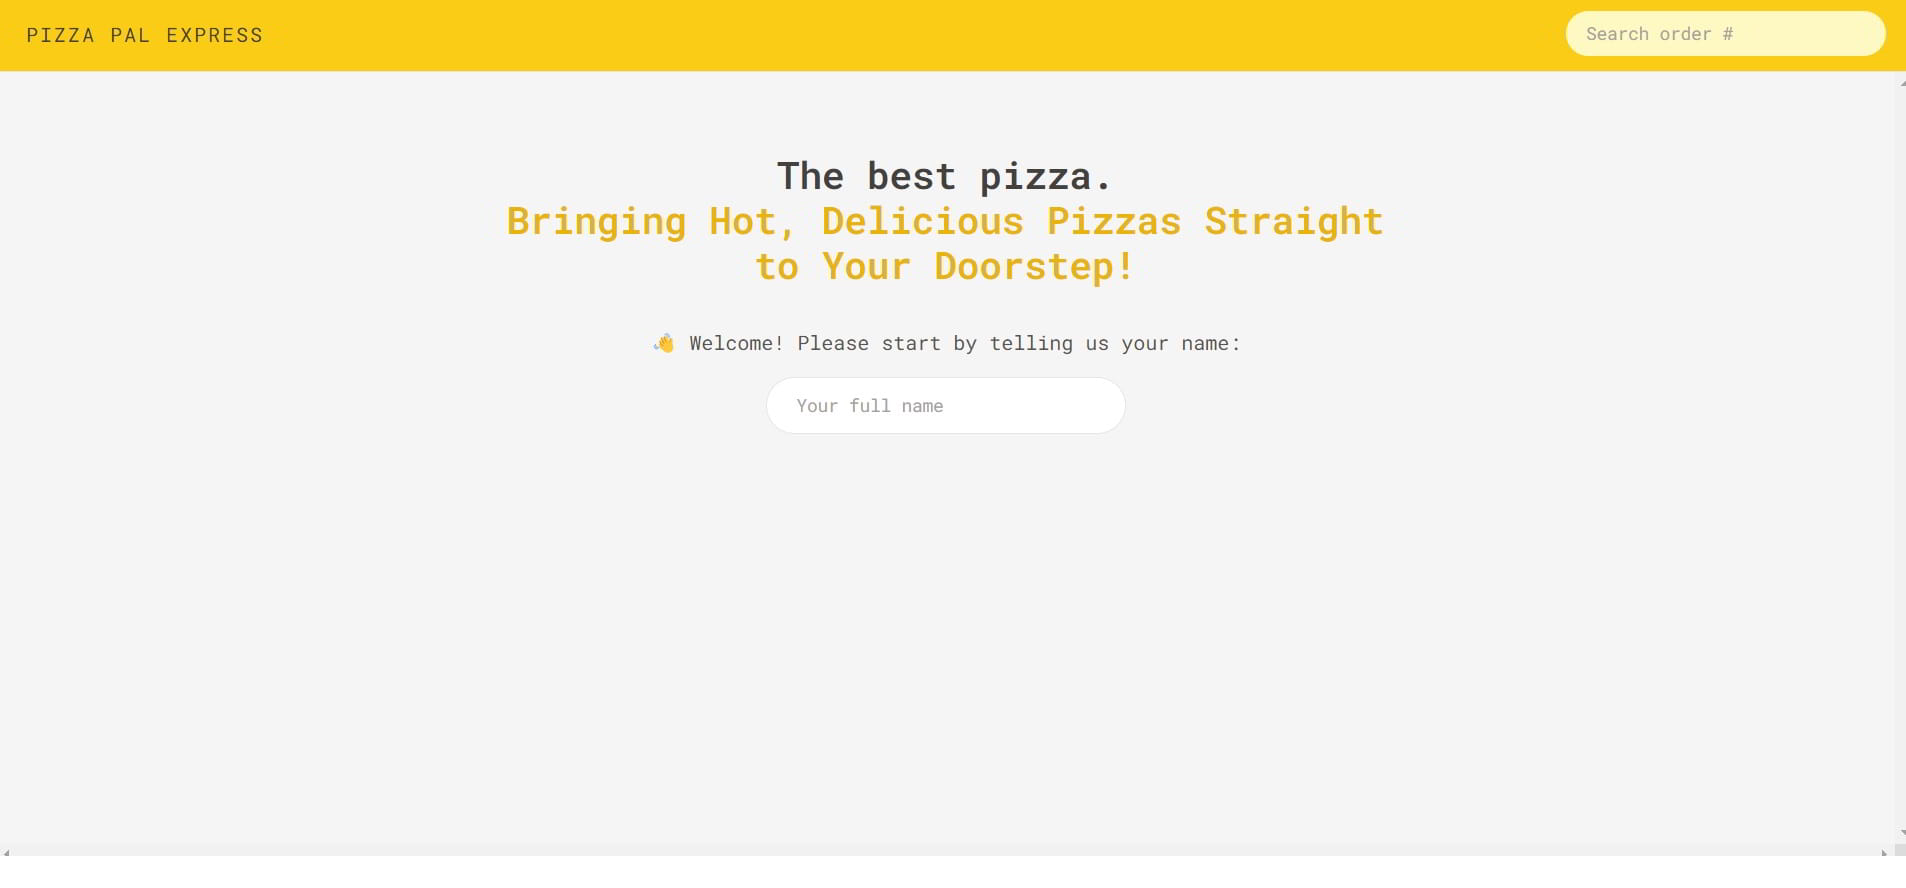 PIZZA PAL EXPRESS
Search order #
The best pizza.
Bringing Hot, Delicious Pizzas Straight
to Your Doorstep!
👋 Welcome! Please start by telling us your name:
Your full name